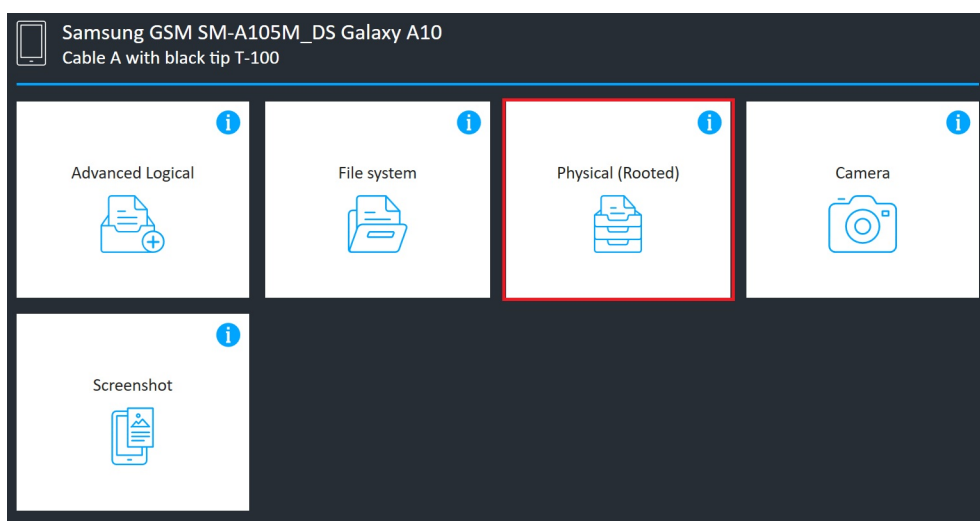 Samsung GSM SM-A105M_DS Galaxy A10
Cable A with black tip T-100
Advanced Logical
File system
Physical (Rooted)
Camera
Screenshot